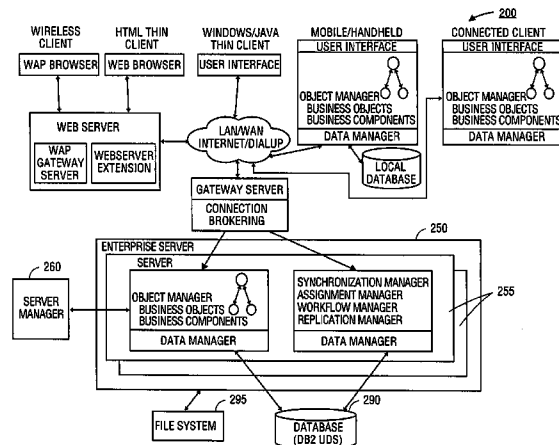 200
WIRELESS
CLIENT
WAP BROWSER
HTML THIN
CLIENT
WEB BROWSER
WINDOWS/JAVA
THIN CLIENT
USER INTERFACE
MOBILE/HANDHELD
USER INTERFACE
OBJECT MANAGER
BUSINESS OBJECTS
BUSINESS COMPONENTS
DATA MANAGER
CONNECTED CLIENT
USER INTERFACE
OBJECT MANAGER
BUSINESS OBJECTS
BUSINESS COMPONENTS
DATA MANAGER
WEB SERVER
WAP
GATEWAY
SERVER
WEBSERVER
EXTENSION
LAN/WAN
INTERNET/DIALUP
LOCAL
DATABASE
GATEWAY SERVER
CONNECTION
BROKERING
250
ENTERPRISE SERVER
SERVER
260
SERVER
MANAGER
OBJECT MANAGER
BUSINESS OBJECTS
BUSINESS COMPONENTS
DATA MANAGER
SYNCHRONIZATION MANAGER
ASSIGNMENT MANAGER
WORKFLOW MANAGER
REPLICATION MANAGER
DATA MANAGER
255
295
FILE SYSTEM
290
DATABASE
(DB2 UDS)